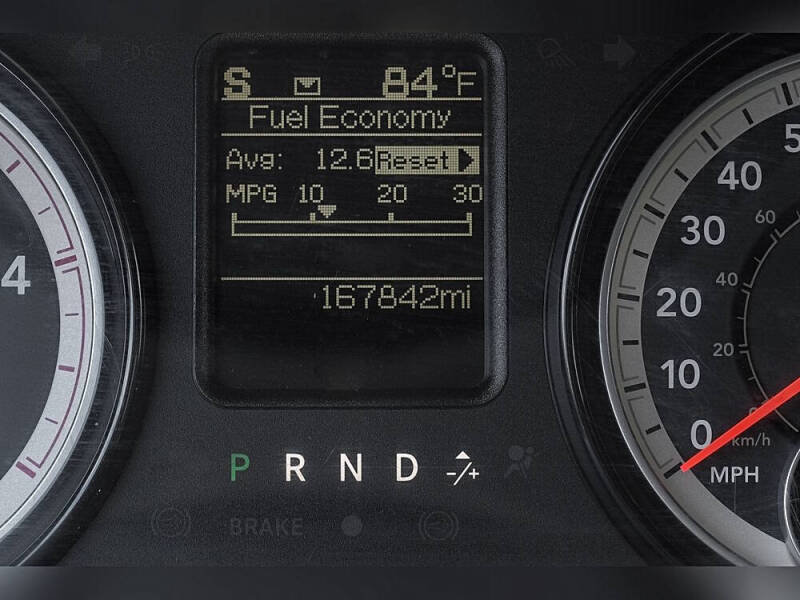 S 84°F
Fuel Economy
Avg: 12.6 Reset
MPG 10 20 30
167842mi
4
5
40
30
20
10
0
60
40
20
km/h
MPH
P R N D -/+
BRAKE